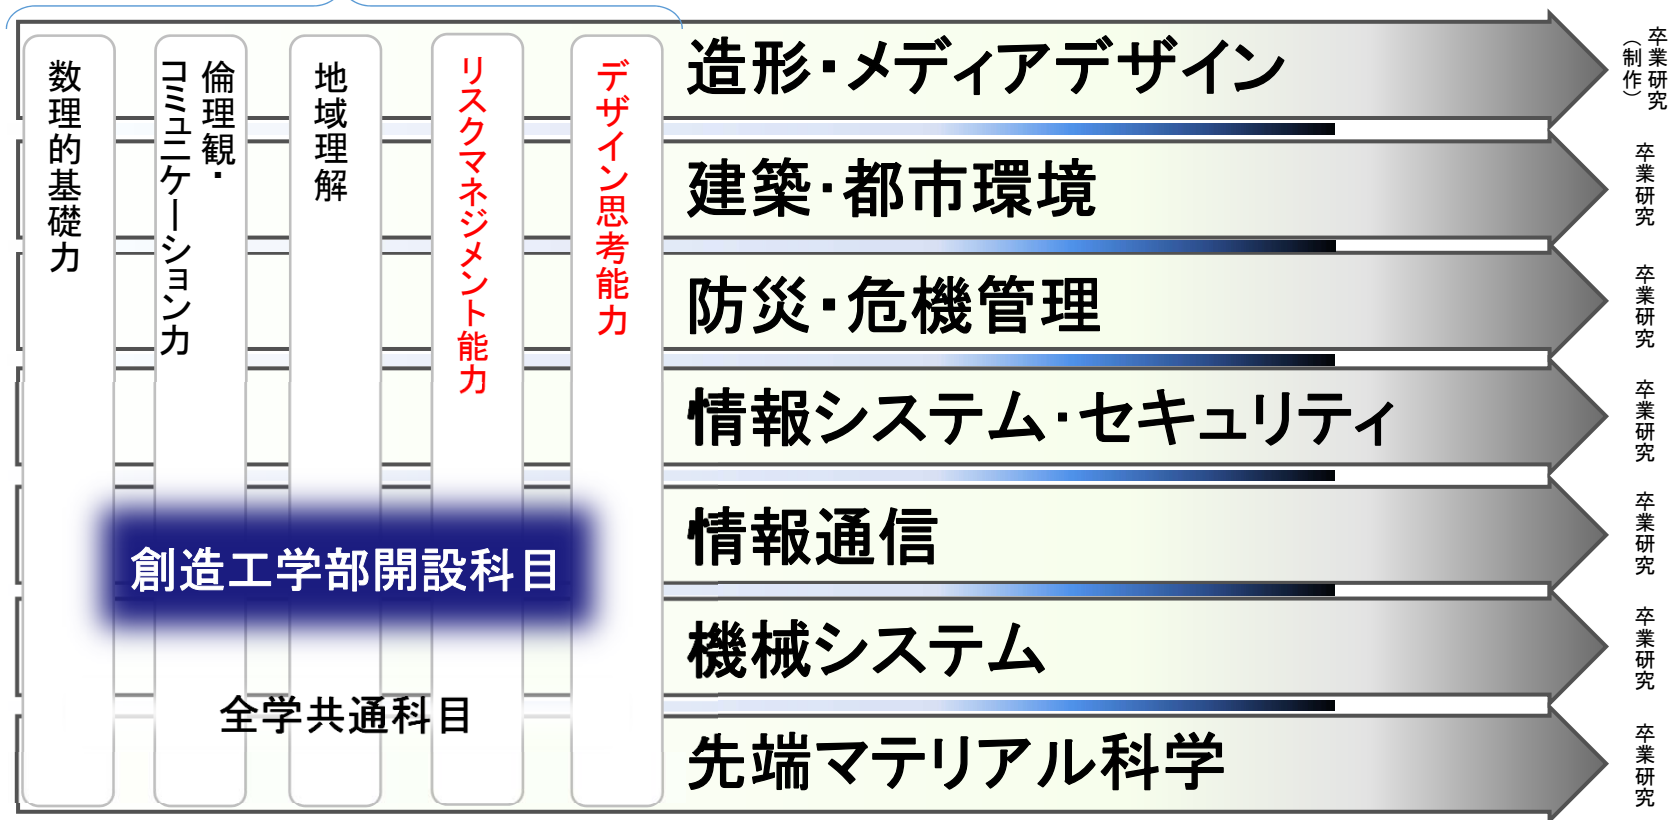 数理的基礎力
倫理観・
コミュニケーション力
地域理解
リスクマネジメント能力
デザイン思考能力
創造工学部開設科目
全学共通科目
造形・メディアデザイン
卒業研究
（制作）
建築・都市環境
卒業研究
防災・危機管理
卒業研究
情報システム・セキュリティ
卒業研究
情報通信
卒業研究
機械システム
卒業研究
先端マテリアル科学
卒業研究